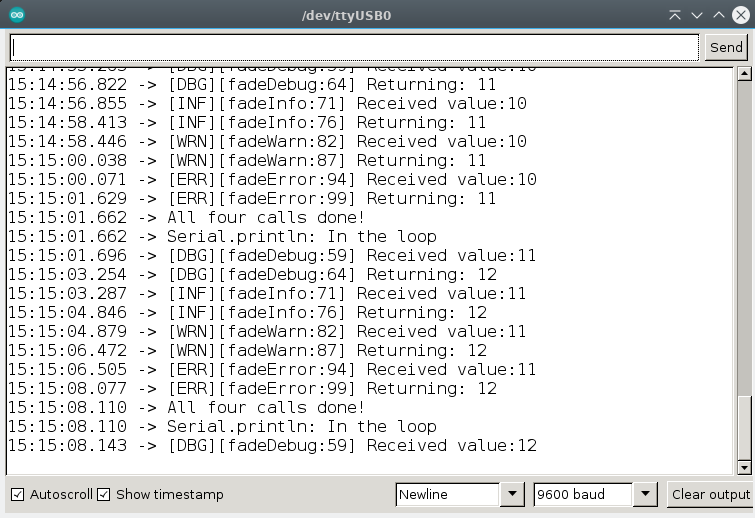 /dev/ttyUSB0
Send
15:14:56.822 -> [DBG][fadeDebug:64] Returning: 11
15:14:56.855 -> [INF][fadeInfo:71] Received value:10
15:14:58.413 -> [INF][fadeInfo:76] Returning: 11
15:14:58.446 -> [WRN][fadeWarn:82] Received value:10
15:15:00.038 -> [WRN][fadeWarn:87] Returning: 11
15:15:00.071 -> [ERR][fadeError:94] Received value:10
15:15:01.629 -> [ERR][fadeError:99] Returning: 11
15:15:01.662 -> All four calls done!
15:15:01.662 -> Serial.println: In the loop
15:15:01.696 -> [DBG][fadeDebug:59] Received value:11
15:15:03.254 -> [DBG][fadeDebug:64] Returning: 12
15:15:03.287 -> [INF][fadeInfo:71] Received value:11
15:15:04.846 -> [INF][fadeInfo:76] Returning: 12
15:15:04.879 -> [WRN][fadeWarn:82] Received value:11
15:15:06.472 -> [WRN][fadeWarn:87] Returning: 12
15:15:06.505 -> [ERR][fadeError:94] Received value:11
15:15:08.077 -> [ERR][fadeError:99] Returning: 12
15:15:08.110 -> All four calls done!
15:15:08.110 -> Serial.println: In the loop
15:15:08.143 -> [DBG][fadeDebug:59] Received value:12
Autoscroll Show timestamp Newline 9600 baud Clear output